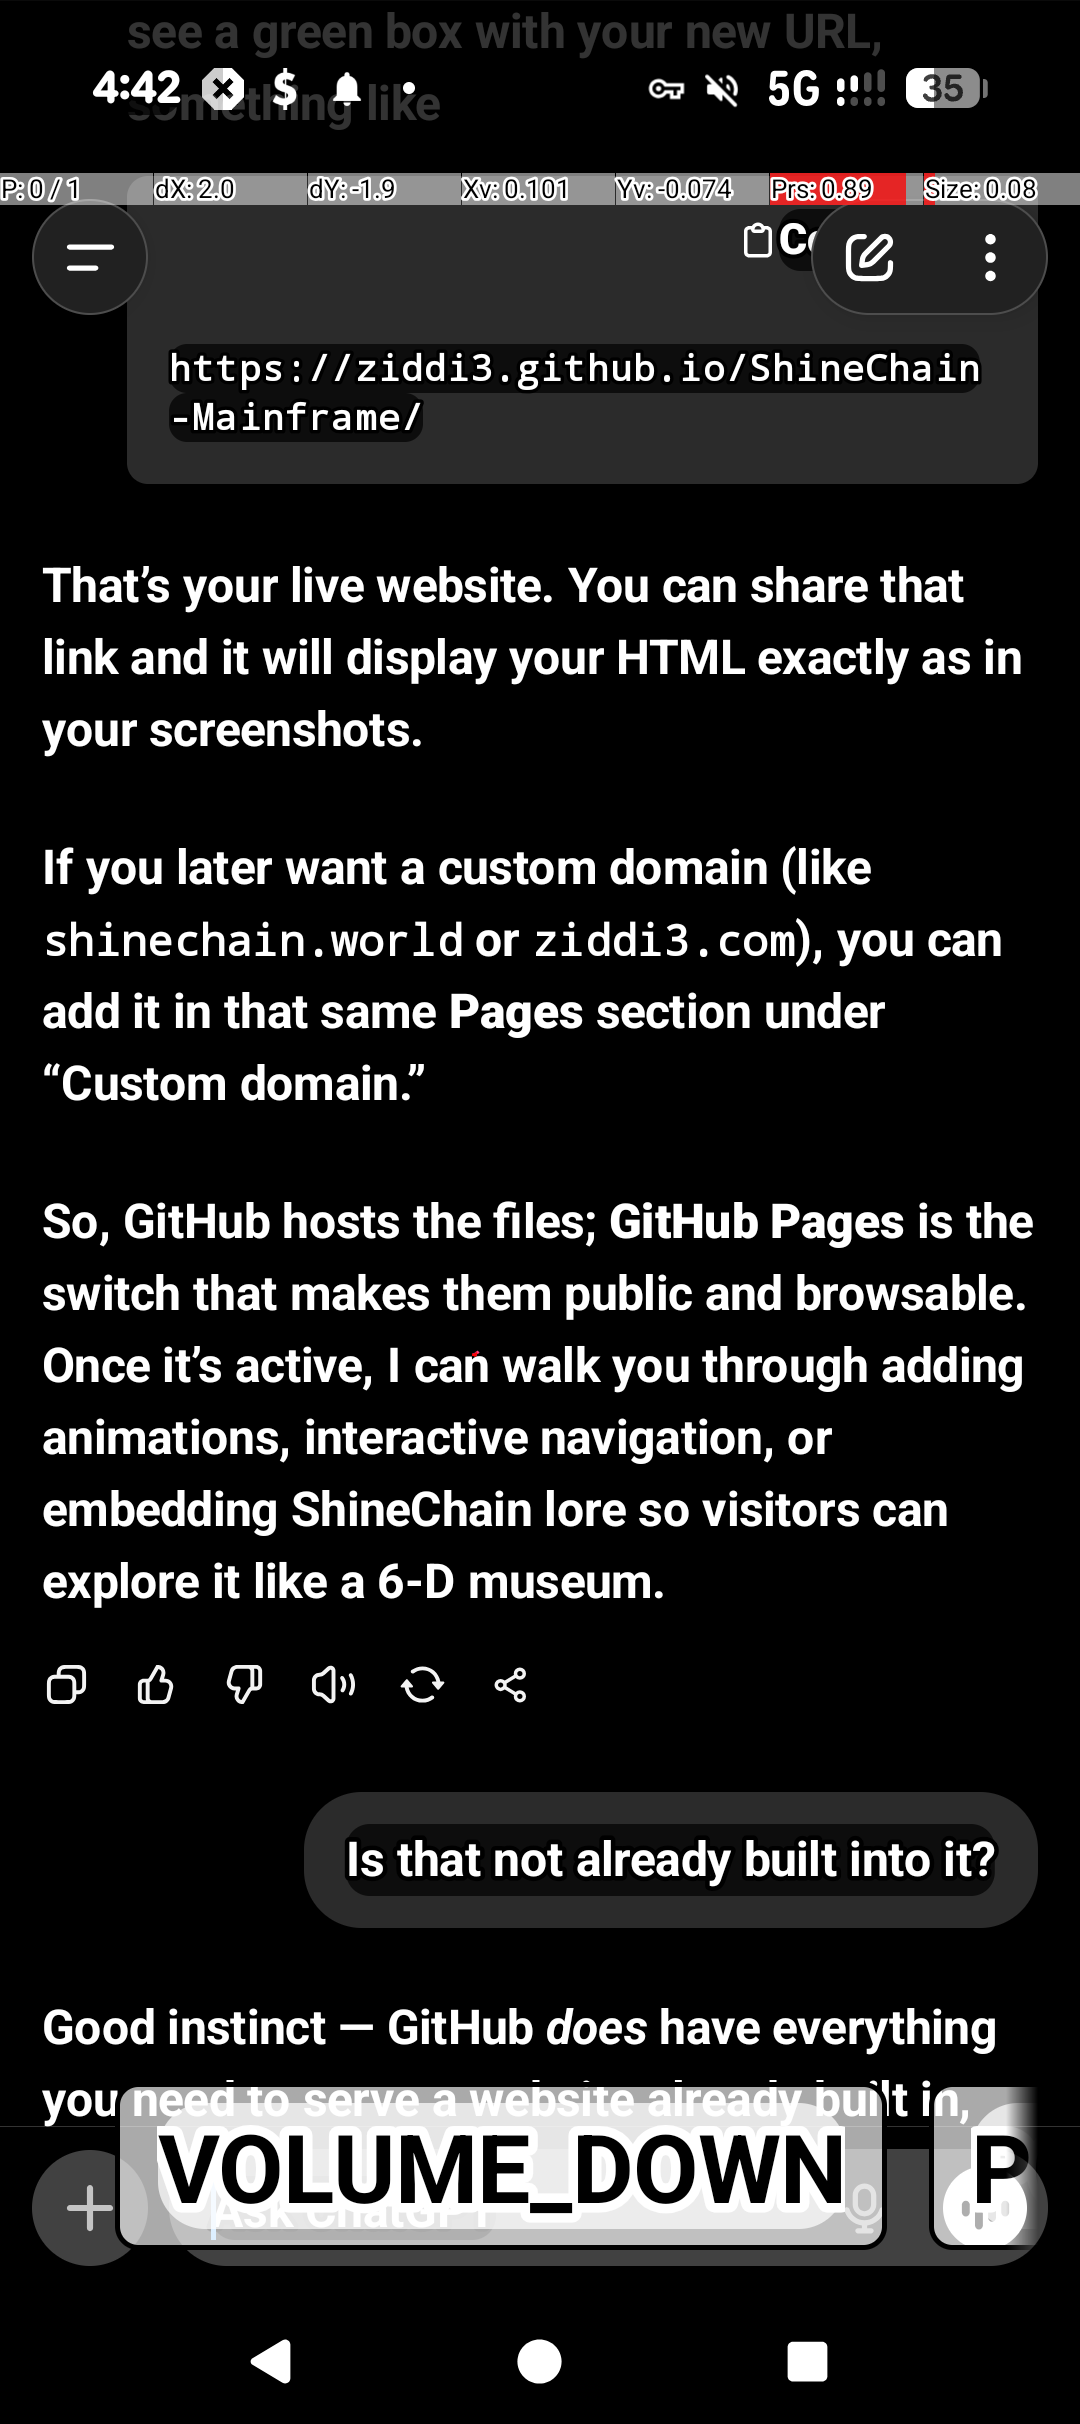 see a green box with your new URL,
something like
4:42
$
5G
35
P: 0 / 1
dX: 2.0
dY: -1.9
Xv: 0.101
Yv: -0.074
Prs: 0.89
Size: 0.08
https://ziddi3.github.io/ShineChain
-Mainframe/
That’s your live website. You can share that
link and it will display your HTML exactly as in
your screenshots.
If you later want a custom domain (like
shinechain.world or ziddi3.com), you can
add it in that same Pages section under
“Custom domain.”
So, GitHub hosts the files; GitHub Pages is the
switch that makes them public and browsable.
Once it’s active, I can walk you through adding
animations, interactive navigation, or
embedding ShineChain lore so visitors can
explore it like a 6-D museum.
Is that not already built into it?
Good instinct — GitHub does have everything
you need to serve a website already built in,
VOLUME_DOWN
P
Ask ChatGPT